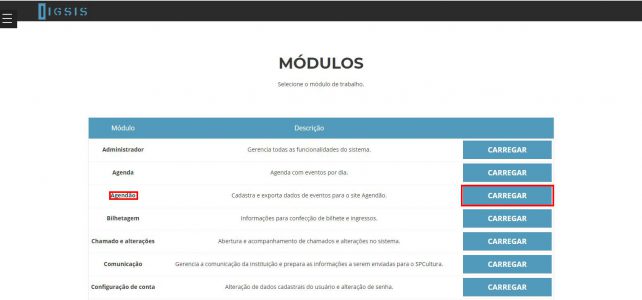 IGSIS
MÓDULOS
Selecione o módulo de trabalho.
Módulo Descrição
Administrador Gerencia todas as funcionalidades do sistema. CARREGAR
Agenda Agenda com eventos por dia. CARREGAR
Agendão Cadastra e exporta dados de eventos para o site Agendão. CARREGAR
Bilhetagem Informações para confecção de bilhete e ingressos. CARREGAR
Chamado e alterações Abertura e acompanhamento de chamados e alterações no sistema. CARREGAR
Comunicação Gerencia a comunicação da instituição e prepara as informações a serem enviadas para o SPCultura. CARREGAR
Configuração de conta Alteração de dados cadastrais do usuário e alteração de senha. CARREGAR